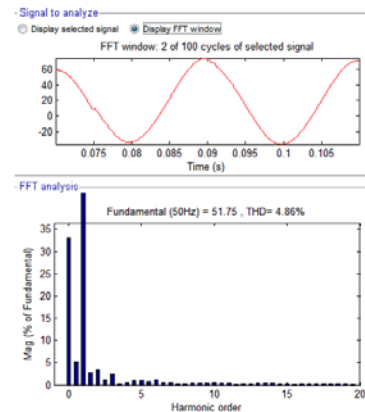 Signal to analyze
Display selected signal Display FFT window
FFT window: 2 of 100 cycles of selected signal
60
40
20
0
-20
0.075 0.08 0.085 0.09 0.095 0.1 0.105
Time (s)
FFT analysis
Fundamental (50Hz) = 51.75 , THD= 4.86%
Mag (% of Fundamental)
35
30
25
20
15
10
5
0
0 5 10 15 20
Harmonic order